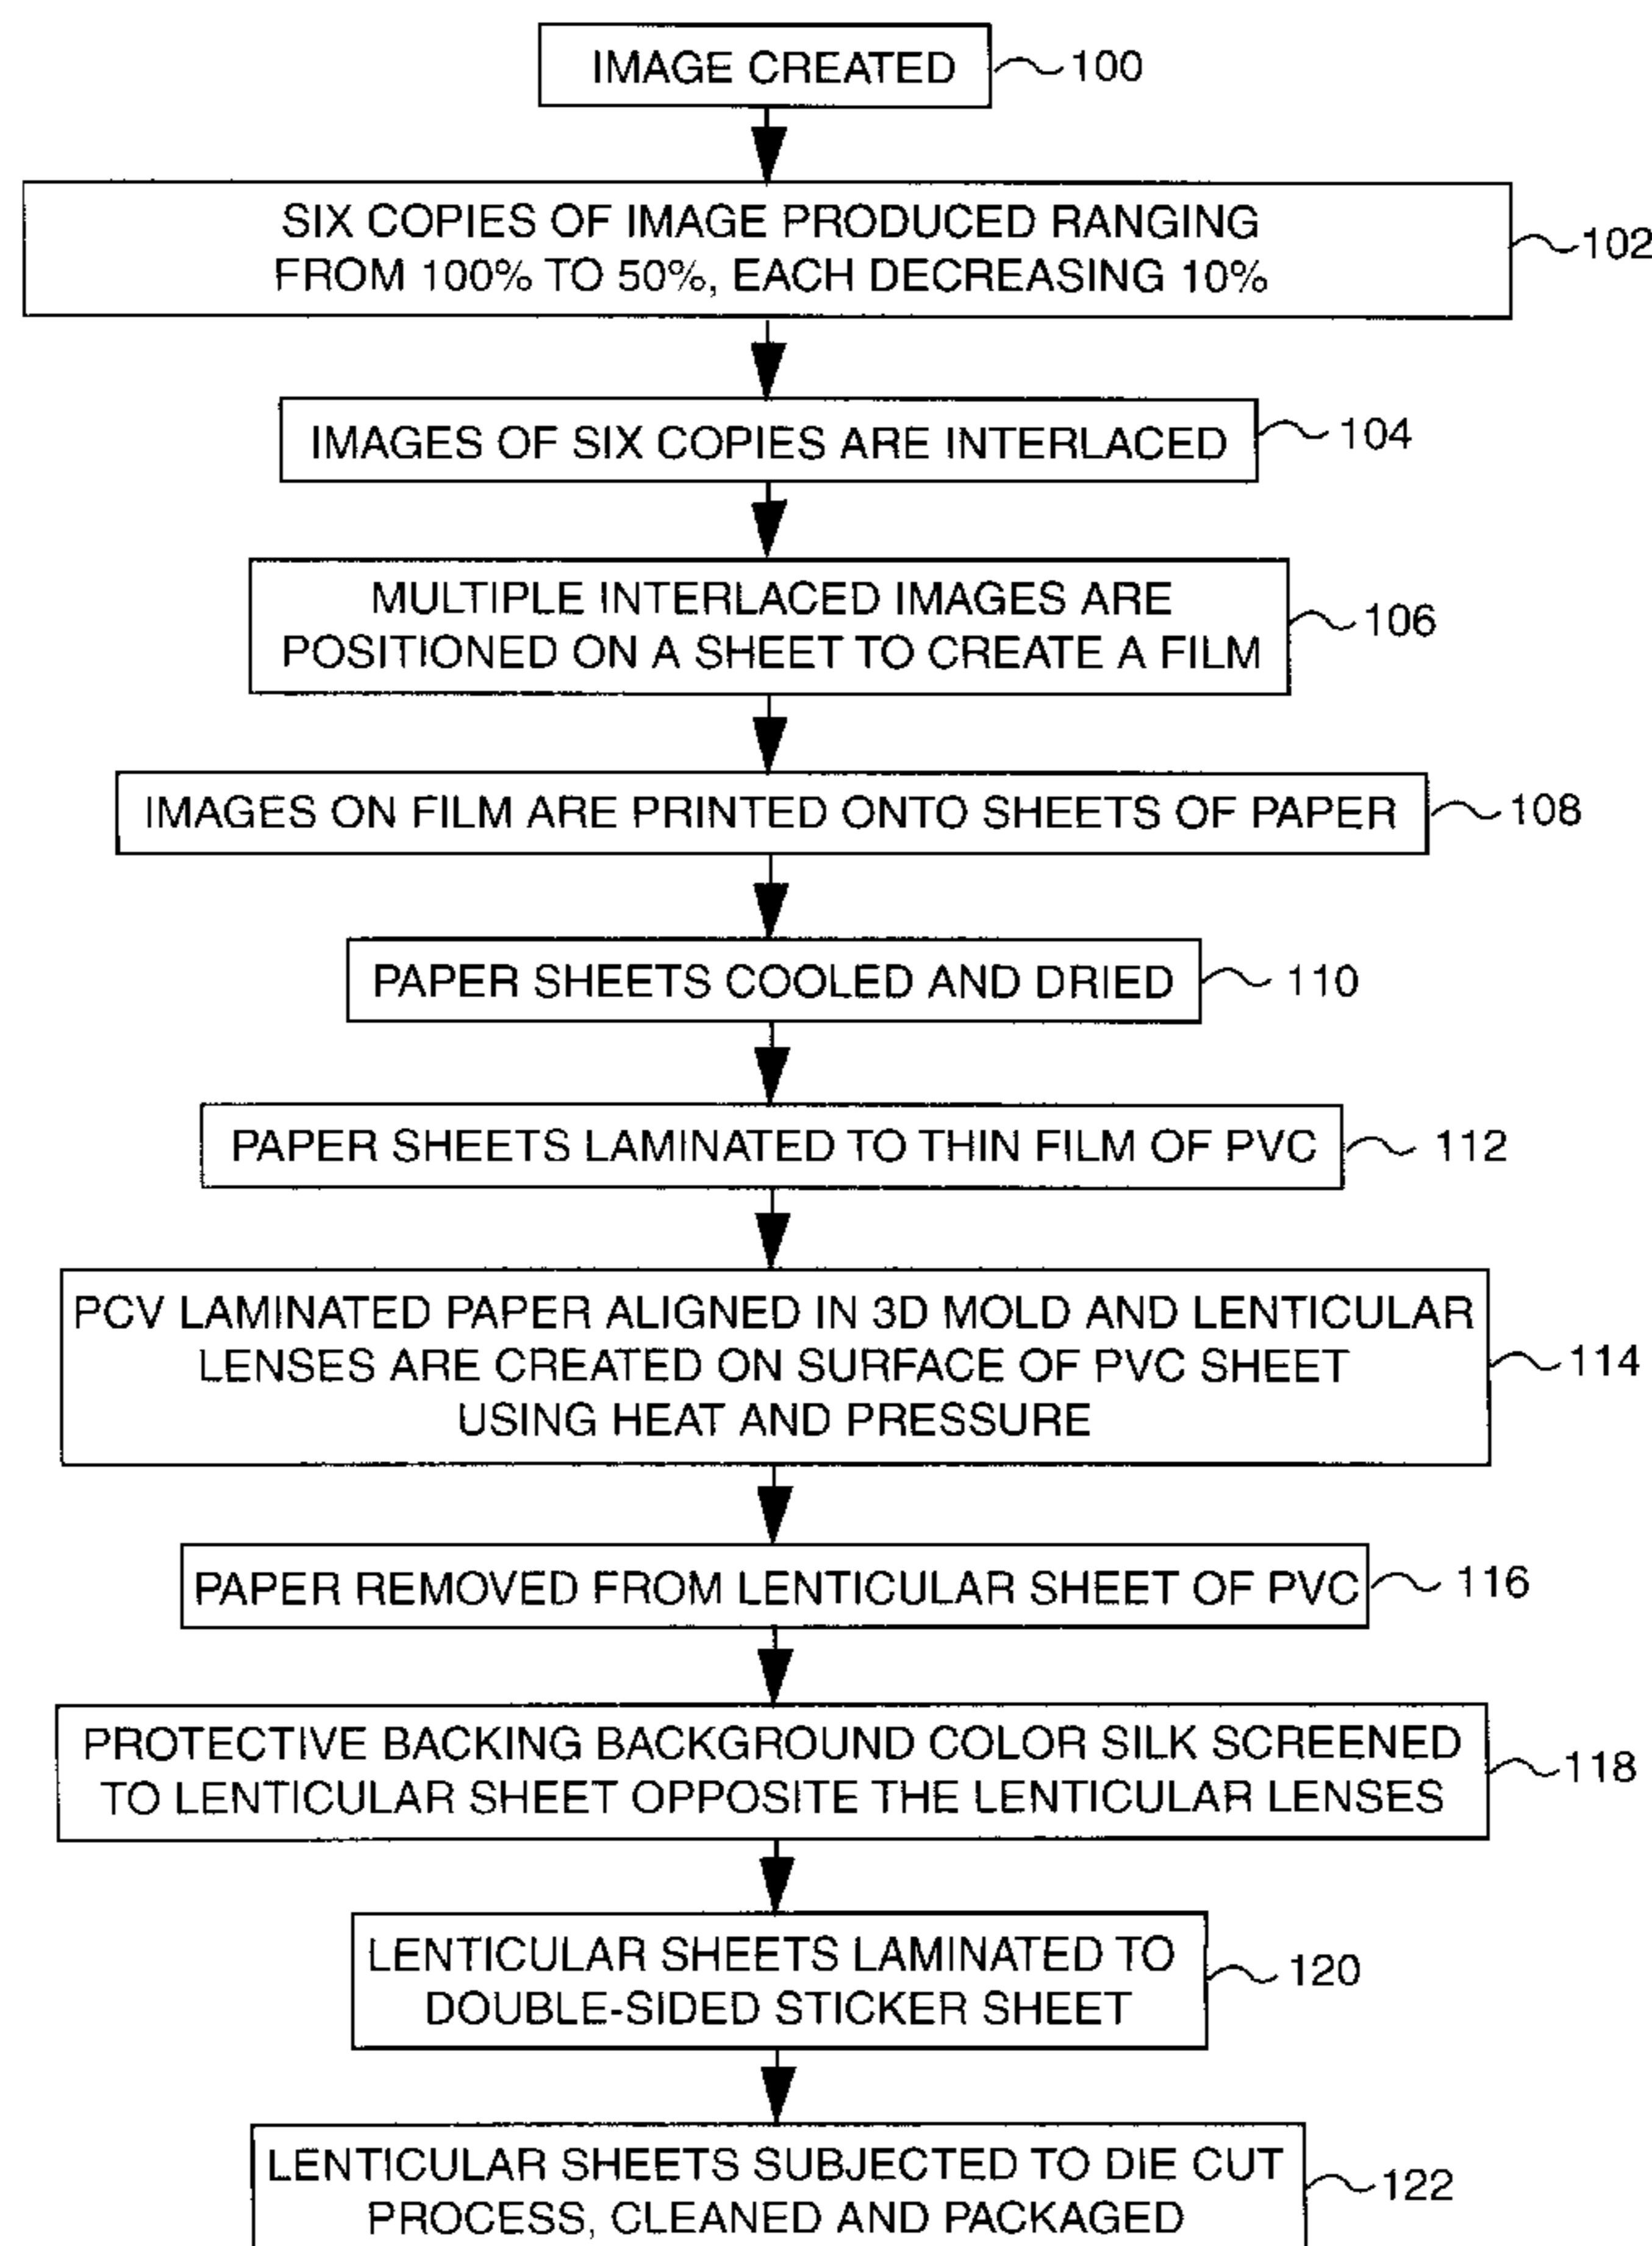 IMAGE CREATED 100
SIX COPIES OF IMAGE PRODUCED RANGING
FROM 100% TO 50%, EACH DECREASING 10% 102
IMAGES OF SIX COPIES ARE INTERLACED 104
MULTIPLE INTERLACED IMAGES ARE
POSITIONED ON A SHEET TO CREATE A FILM 106
IMAGES ON FILM ARE PRINTED ONTO SHEETS OF PAPER 108
PAPER SHEETS COOLED AND DRIED 110
PAPER SHEETS LAMINATED TO THIN FILM OF PVC 112
PCV LAMINATED PAPER ALIGNED IN 3D MOLD AND LENTICULAR
LENSES ARE CREATED ON SURFACE OF PVC SHEET 114
USING HEAT AND PRESSURE
PAPER REMOVED FROM LENTICULAR SHEET OF PVC 116
PROTECTIVE BACKING BACKGROUND COLOR SILK SCREENED
TO LENTICULAR SHEET OPPOSITE THE LENTICULAR LENSES 118
LENTICULAR SHEETS LAMINATED TO
DOUBLE-SIDED STICKER SHEET 120
LENTICULAR SHEETS SUBJECTED TO DIE CUT
PROCESS, CLEANED AND PACKAGED 122